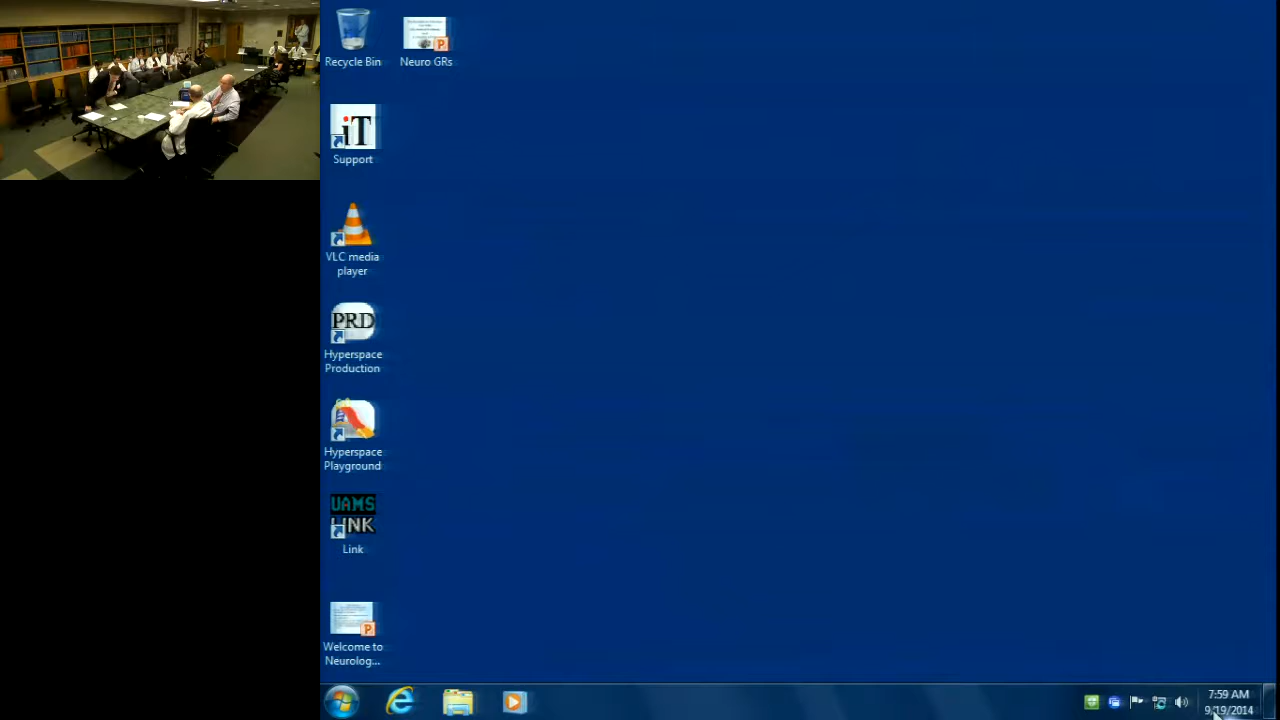 Recycle Bin
Neuro GRs
iT
Support
VLC media
player
PRD
Hyperspace
Production
Hyperspace
Playground
UAMS
LINK
Link
Welcome to
Neurolog...
7:59 AM
9/19/2014